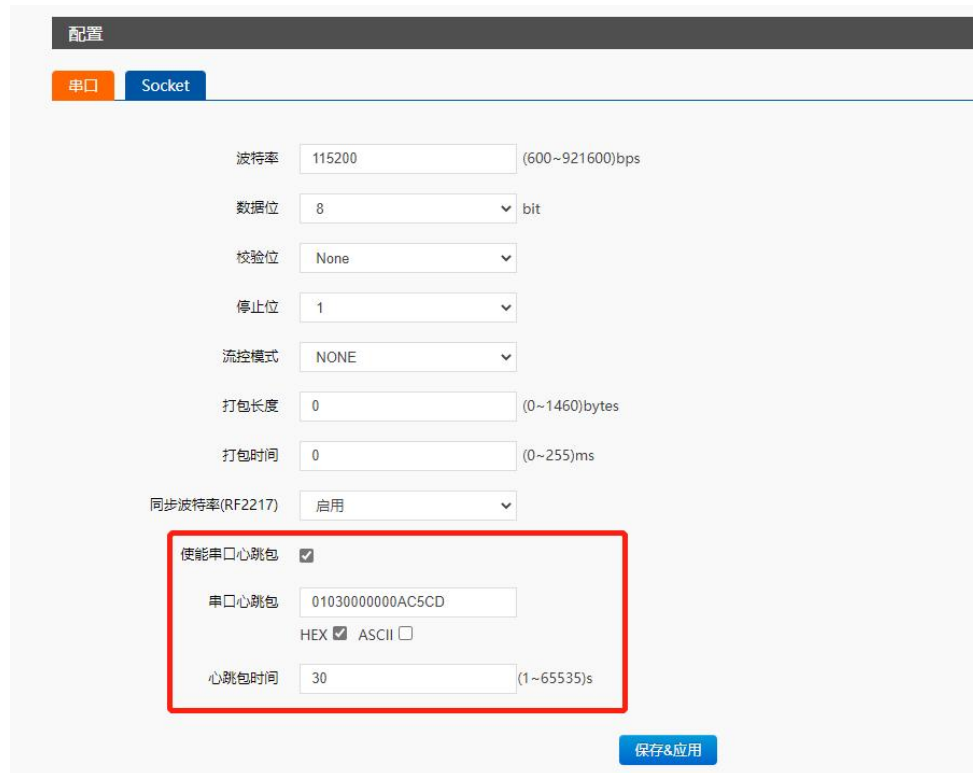 配置
串口 Socket
波特率 115200 (600~921600)bps
数据位 8 bit
校验位 None
停止位 1
流控模式 NONE
打包长度 0 (0~1460)bytes
打包时间 0 (0~255)ms
同步波特率(RF2217) 启用
使能串口心跳包
串口心跳包 01030000000AC5CD
HEX ASCII
心跳包时间 30 (1~65535)s
保存&应用